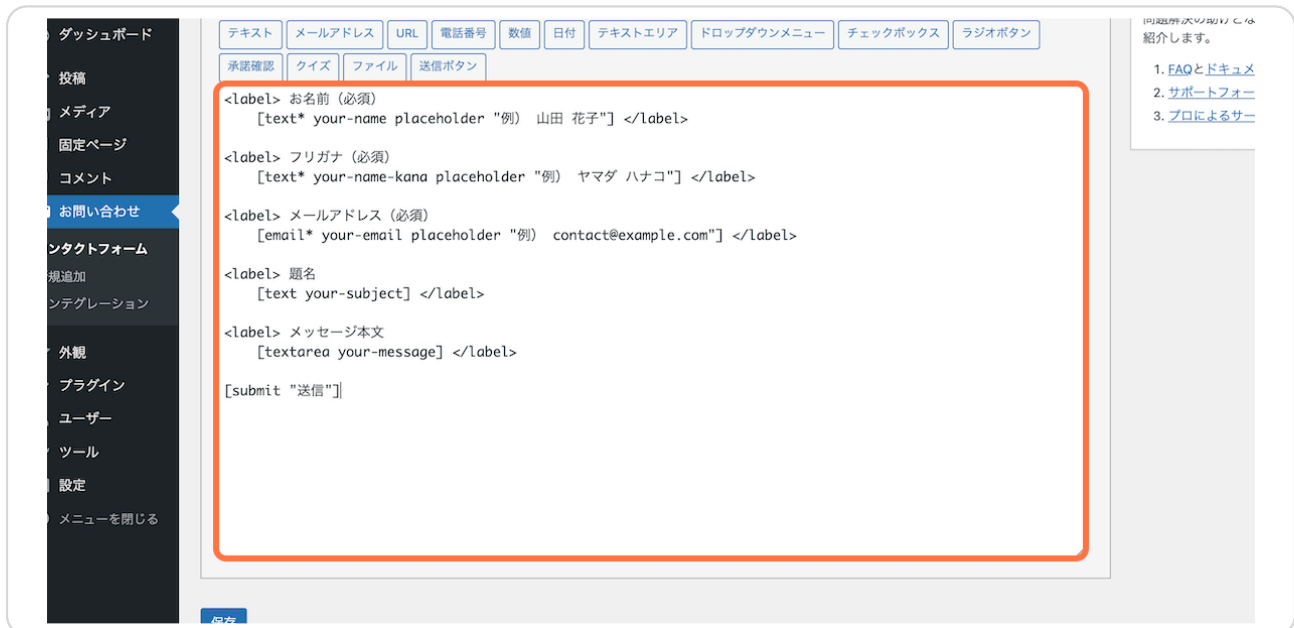 ダッシュボード
投稿
メディア
固定ページ
コメント
お問い合わせ
ンタクトフォーム
規追加
ンテグレーション
外観
プラグイン
ユーザー
ツール
設定
メニューを閉じる
テキスト メールアドレス URL 電話番号 数値 日付 テキストエリア ドロップダウンメニュー チェックボックス ラジオボタン
承諾確認 クイズ ファイル 送信ボタン
<label> お名前（必須）
[text* your-name placeholder "例） 山田 花子"] </label>
<label> フリガナ（必須）
[text* your-name-kana placeholder "例） ヤマダ ハナコ"] </label>
<label> メールアドレス（必須）
[email* your-email placeholder "例） contact@example.com"] </label>
<label> 題名
[text your-subject] </label>
<label> メッセージ本文
[textarea your-message] </label>
[submit "送信"]
保存
問題解決の助けとな
紹介します。
1. FAQとドキュメ
2. サポートフォー
3. プロによるサー